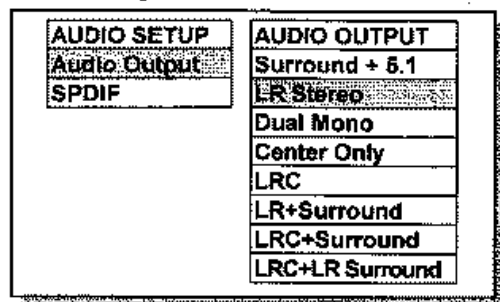 AUDIO SETUP
Audio Output
SPDIF
AUDIO OUTPUT
Surround + 5.1
LR Stereo
Dual Mono
Center Only
LRC
LR+Surround
LRC+Surround
LRC+LR Surround